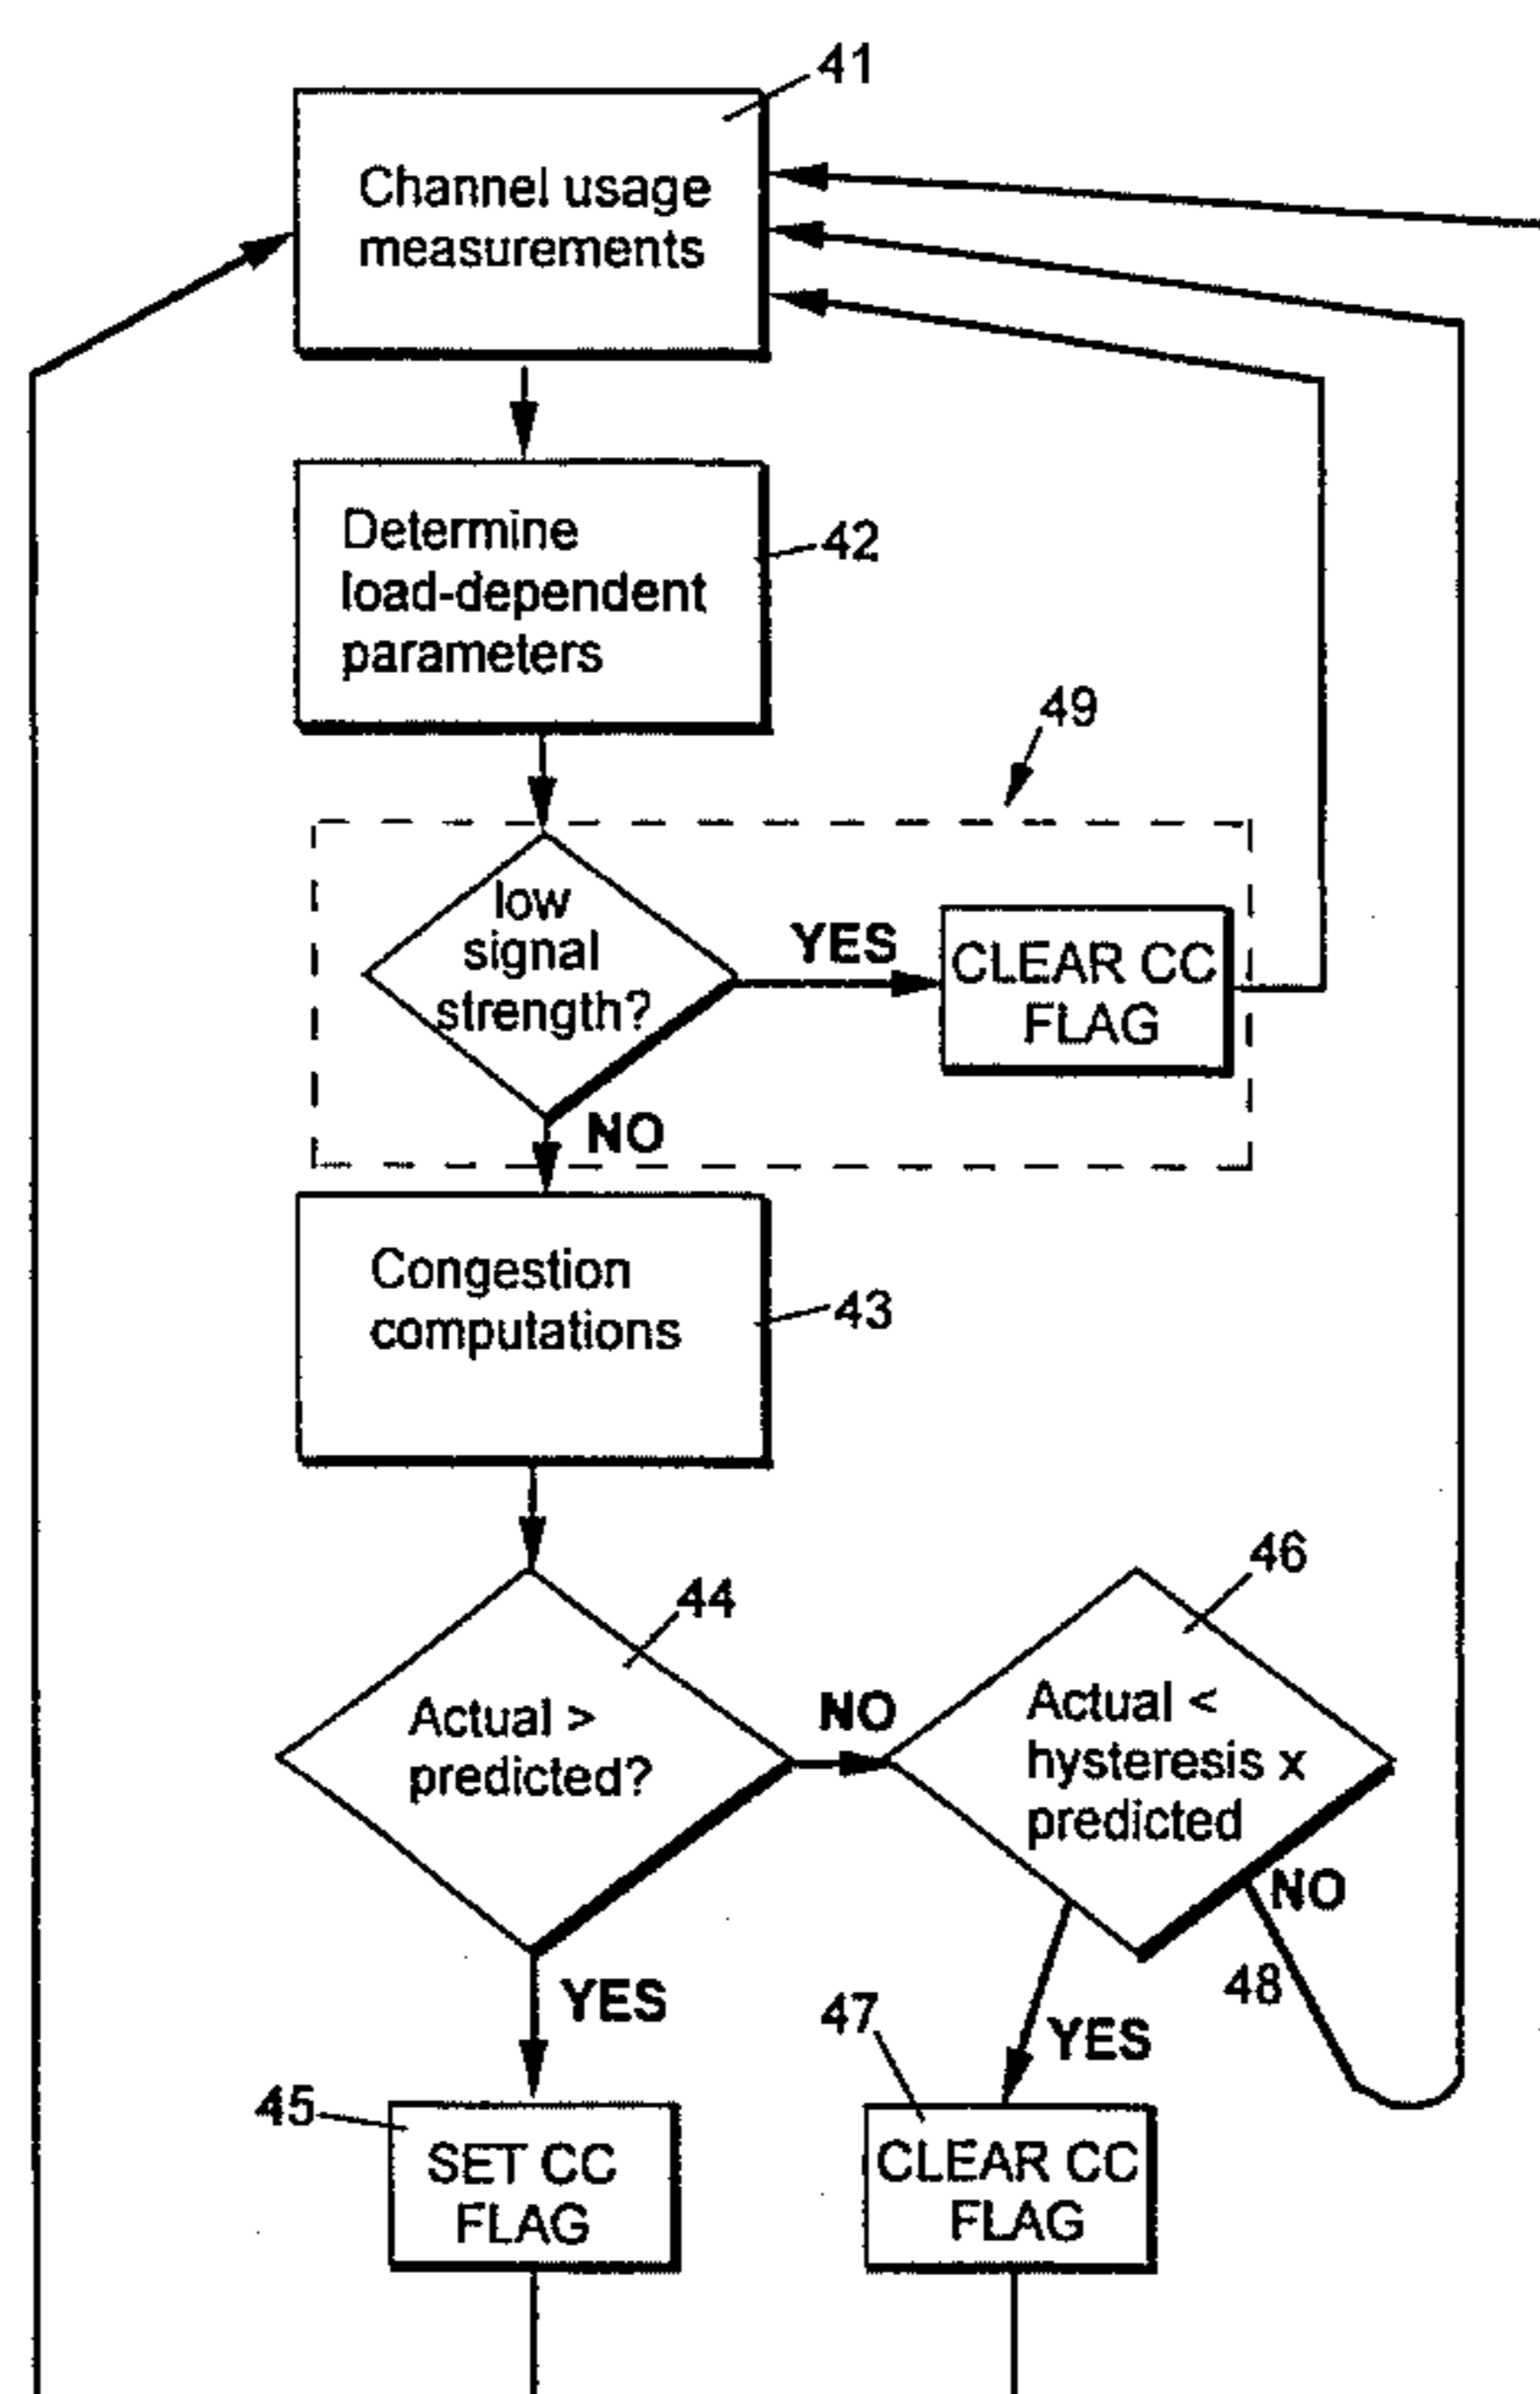 41
Channel usage
measurements
Determine
load-dependent
parameters
42
49
low
signal
strength?
YES
CLEAR CC
FLAG
NO
Congestion
computations
43
44
46
Actual >
predicted?
NO
Actual <
hysteresis x
predicted
NO
48
YES
47
YES
45
SET CC
FLAG
CLEAR CC
FLAG